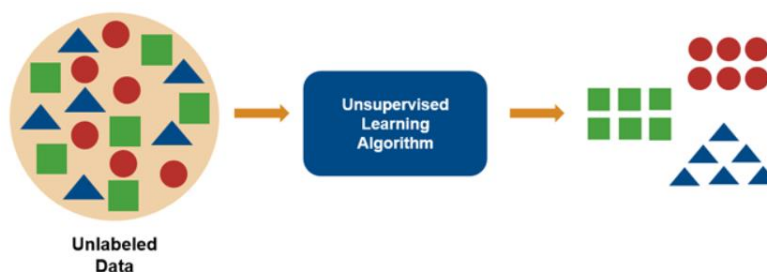 Unsupervised
Learning
Algorithm
Unlabeled
Data